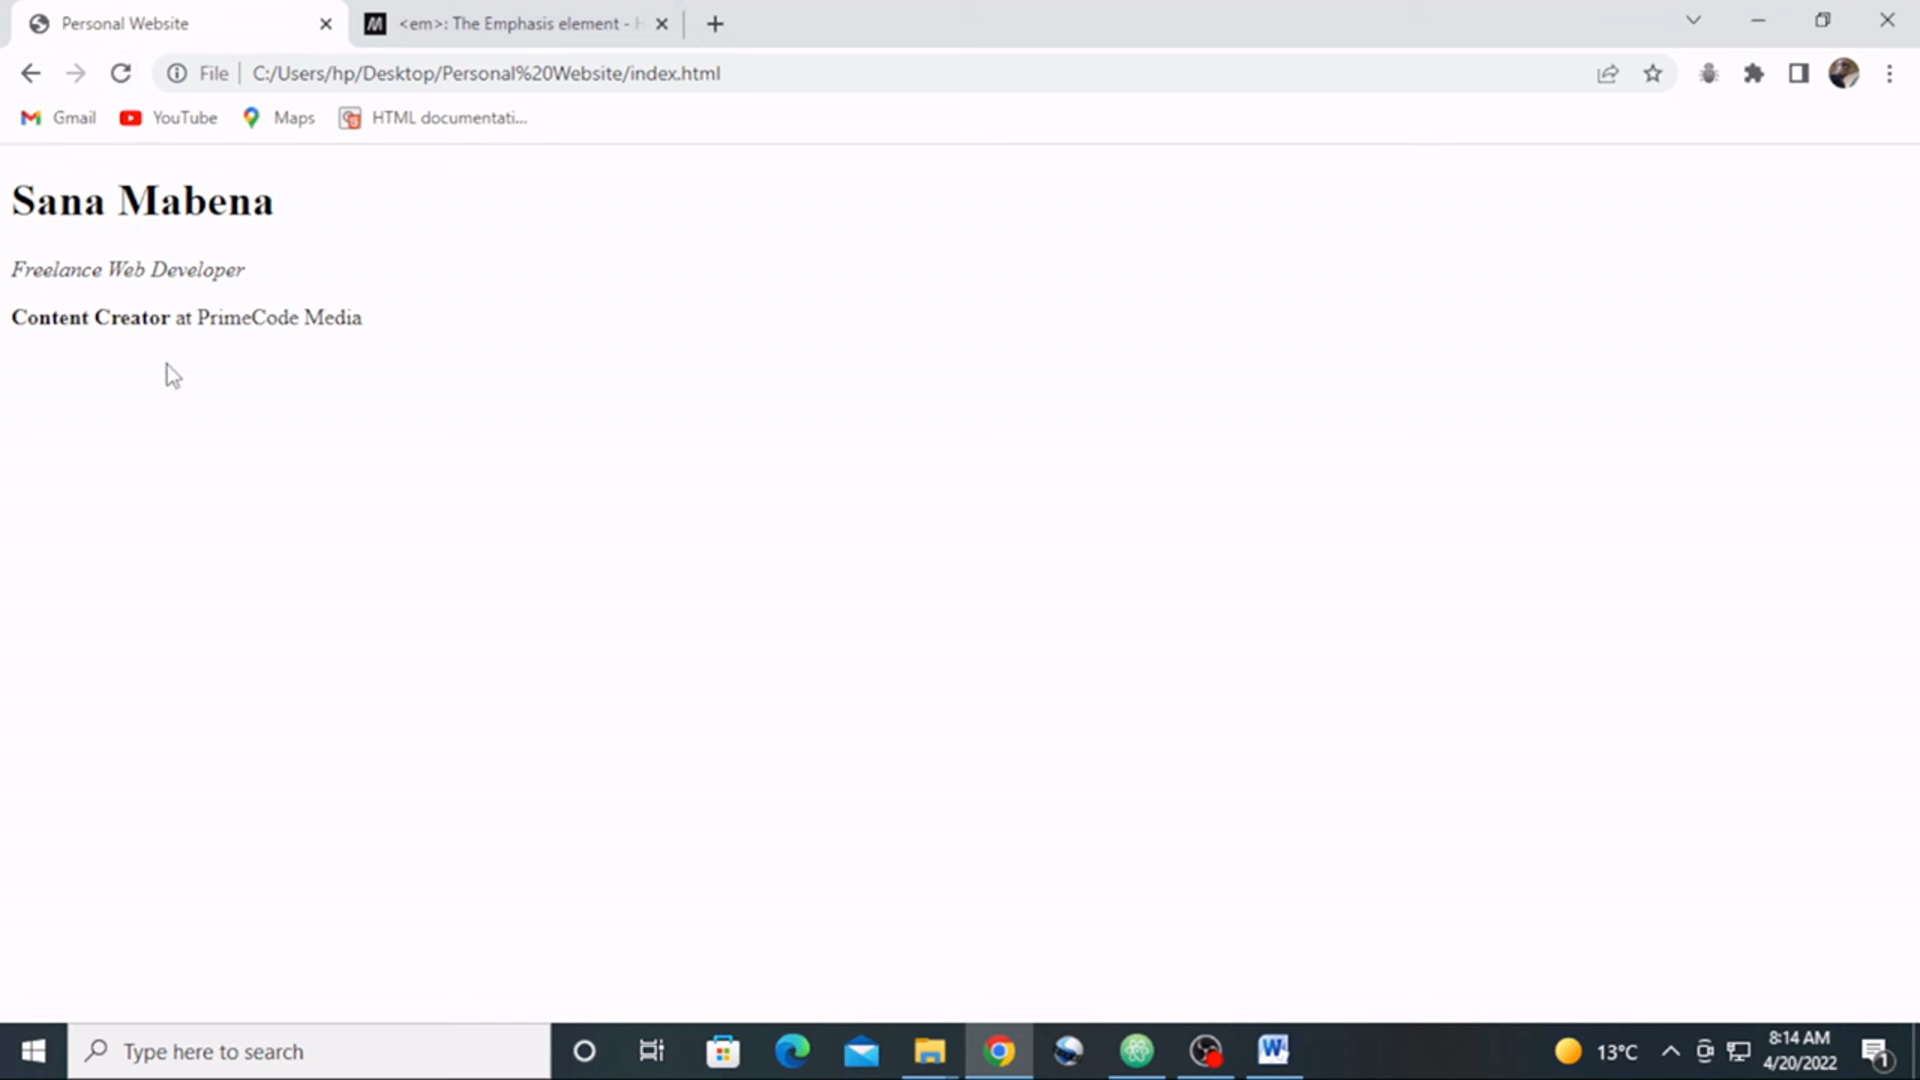 Personal Website
<em>: The Emphasis element -
File
C:/Users/hp/Desktop/Personal%20Website/index.html
Gmail
YouTube
Maps
HTML documentati...
Sana Mabena
Freelance Web Developer
Content Creator at PrimeCode Media
Type here to search
13°C
8:14 AM
4/20/2022
1